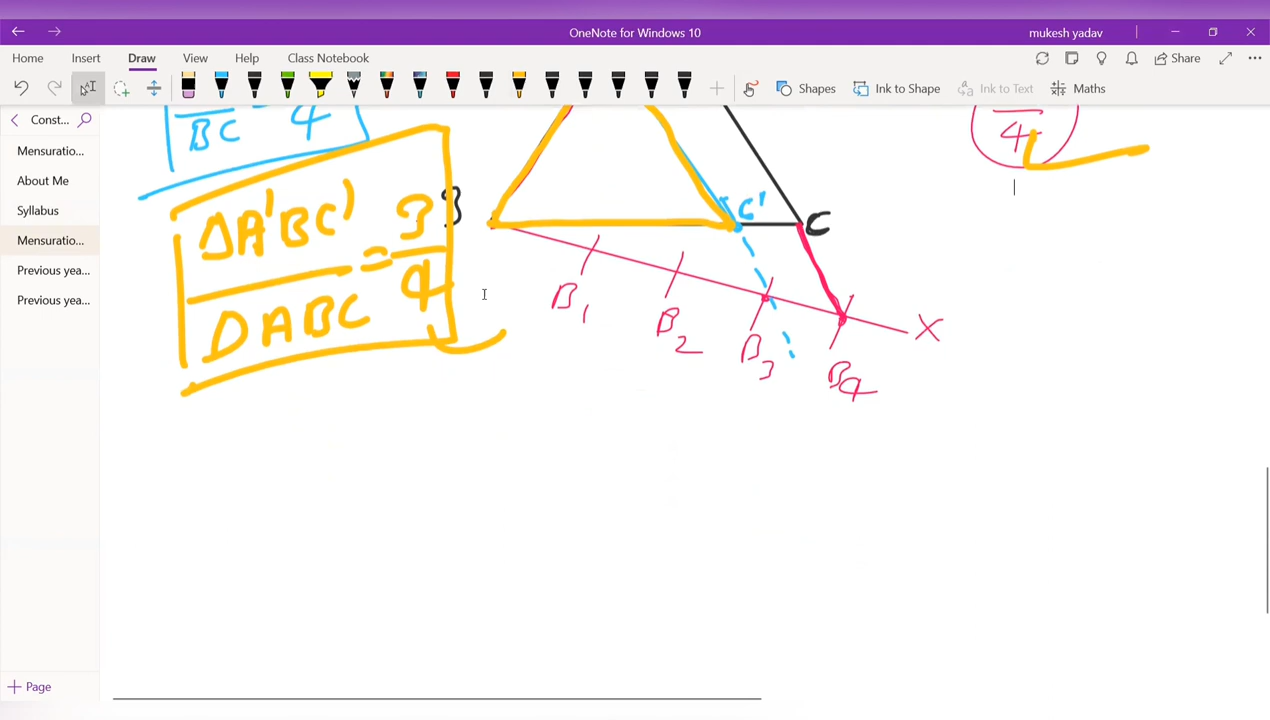 OneNote for Windows 10
mukesh yadav
Home Insert Draw View Help Class Notebook
Share
Shapes Ink to Shape Ink to Text Maths
Const...
Mensuratio...
About Me
Syllabus
Mensuratio...
Previous yea...
Previous yea...
Page
BC 4
4
ΔA'BC' = 3
DABC 4
C'
C
B1
B2
B3
B4
X